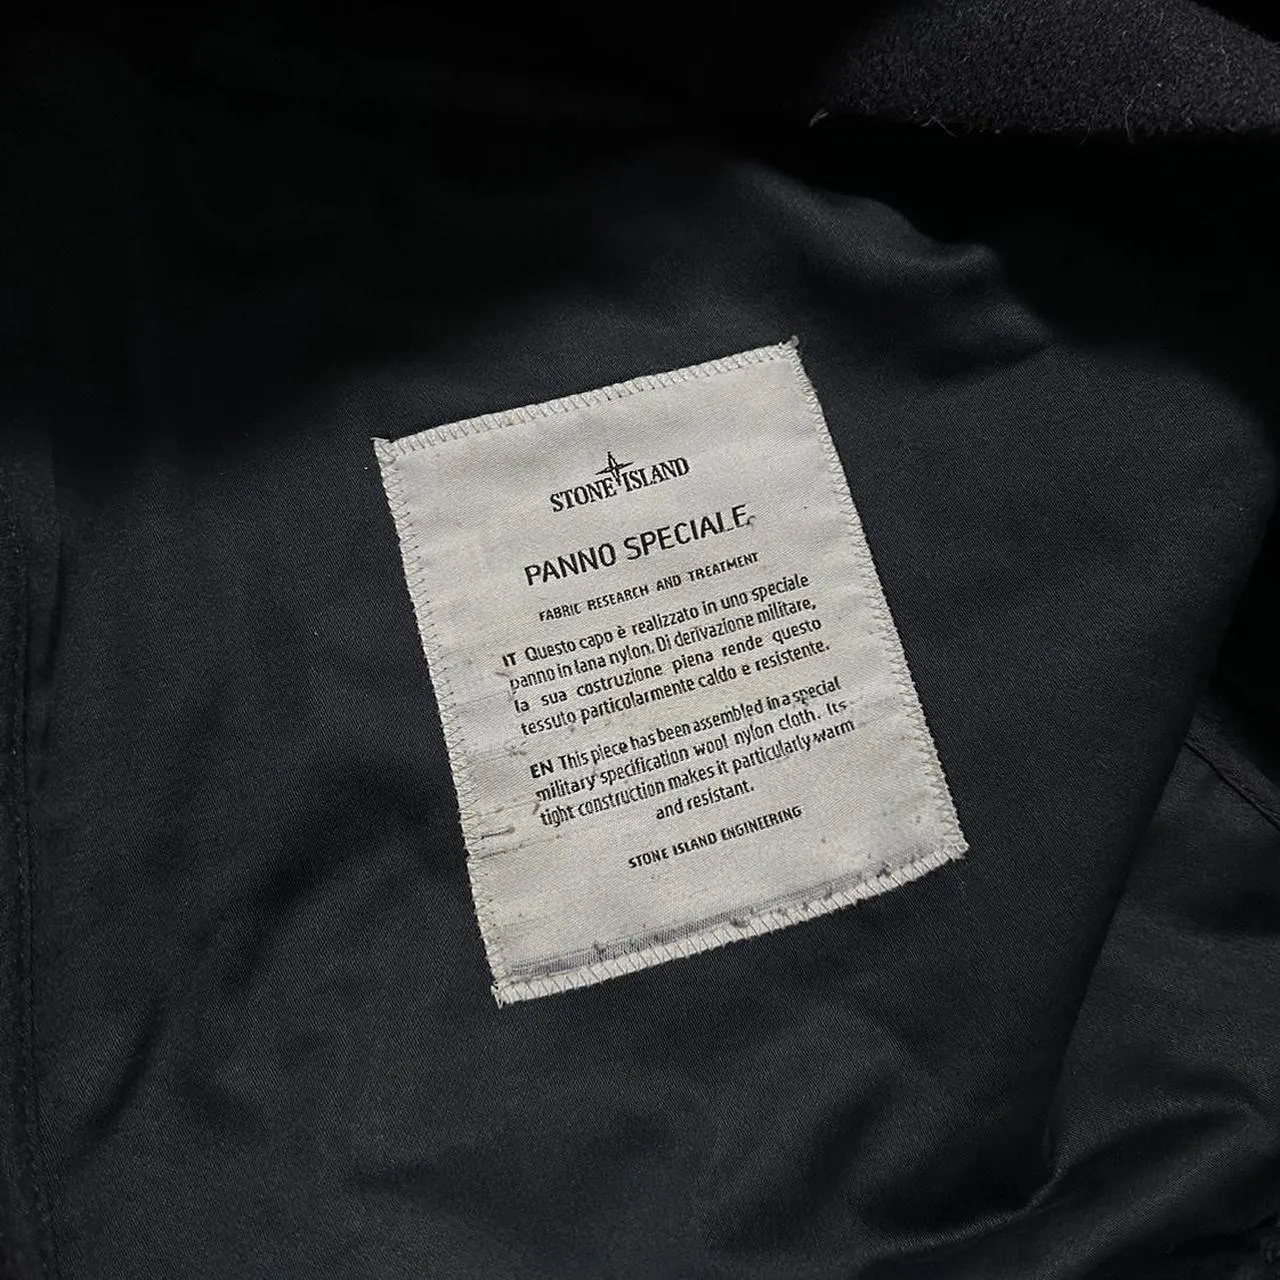 STONE ISLAND
PANNO SPECIALE
FABRIC RESEARCH AND TREATMENT
IT Questo capo è realizzato in uno speciale
panno in lana nylon. Di derivazione militare,
la sua costruzione piena rende questo
tessuto particolarmente caldo e resistente.
EN This piece has been assembled in a special
military specification wool nylon cloth. Its
tight construction makes it particularly warm
and resistant.
STONE ISLAND ENGINEERING